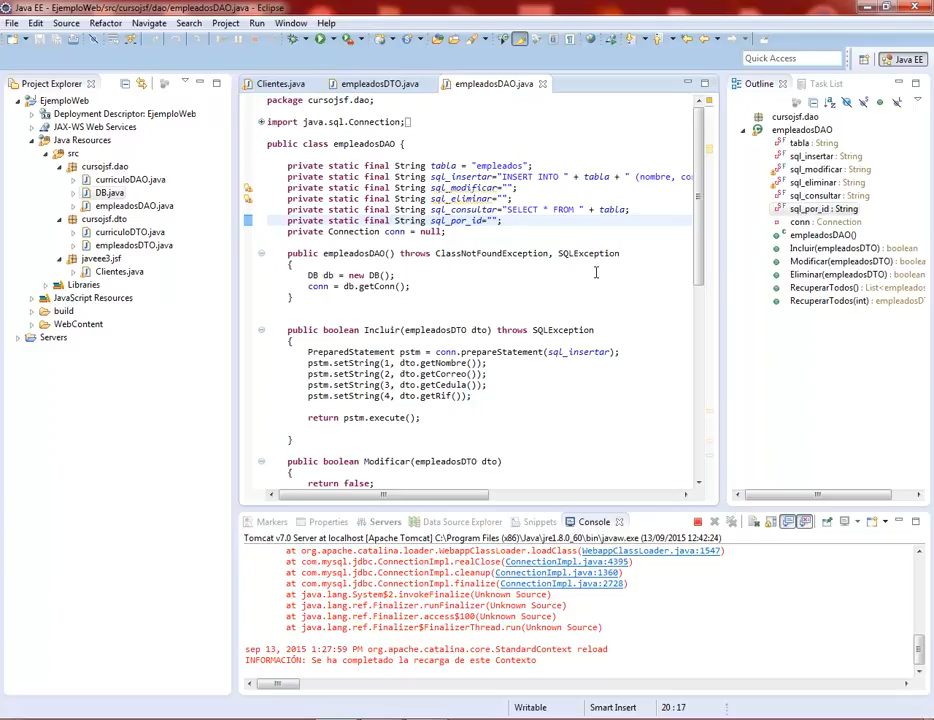 Java EE - EjemploWeb/src/cursojsf/dao/empleadosDAO.java - Eclipse
File Edit Source Refactor Navigate Search Project Run Window Help
Quick Access
Java EE
Project Explorer
EjemploWeb
Deployment Descriptor: EjemploWeb
JAX-WS Web Services
Java Resources
src
cursojsf.dao
curriculoDAO.java
DB.java
empleadosDAO.java
cursojsf.dto
curriculoDTO.java
empleadosDTO.java
javeee3.jsf
Clientes.java
Libraries
JavaScript Resources
build
WebContent
Servers
Clientes.java empleadosDTO.java empleadosDAO.java
package cursojsf.dao;
import java.sql.Connection;
public class empleadosDAO {
private static final String tabla = "empleados";
private static final String sql_insertar="INSERT INTO " + tabla + " (nombre, co
private static final String sql_modificar="";
private static final String sql_eliminar="";
private static final String sql_consultar="SELECT * FROM " + tabla;
private static final String sql_por_id="";
private Connection conn = null;
public empleadosDAO() throws ClassNotFoundException, SQLException
{
DB db = new DB();
conn = db.getConn();
}
public boolean Incluir(empleadosDTO dto) throws SQLException
{
PreparedStatement pstm = conn.prepareStatement(sql_insertar);
pstm.setString(1, dto.getNombre());
pstm.setString(2, dto.getCorreo());
pstm.setString(3, dto.getCedula());
pstm.setString(4, dto.getRif());
return pstm.execute();
}
public boolean Modificar(empleadosDTO dto)
{
return false;
Outline Task List
cursojsf.dao
empleadosDAO
tabla : String
sql_insertar : String
sql_modificar : String
sql_eliminar : String
sql_consultar : String
sql_por_id : String
conn : Connection
empleadosDAO()
Incluir(empleadosDTO) : boolean
Modificar(empleadosDTO) : boolea
Eliminar(empleadosDTO) : boolean
RecuperarTodos() : List<empleado
RecuperarTodos(int) : empleadosD
Markers Properties Servers Data Source Explorer Snippets Console
Tomcat v7.0 Server at localhost [Apache Tomcat] C:\Program Files (x86)\Java\jre1.8.0_60\bin\javaw.exe (13/09/2015 12:42:24)
at org.apache.catalina.loader.WebappClassLoader.loadClass(WebappClassLoader.java:1547)
at com.mysql.jdbc.ConnectionImpl.realClose(ConnectionImpl.java:4395)
at com.mysql.jdbc.ConnectionImpl.cleanup(ConnectionImpl.java:1360)
at com.mysql.jdbc.ConnectionImpl.finalize(ConnectionImpl.java:2728)
at java.lang.System$2.invokeFinalize(Unknown Source)
at java.lang.ref.Finalizer.runFinalizer(Unknown Source)
at java.lang.ref.Finalizer.access$100(Unknown Source)
at java.lang.ref.Finalizer$FinalizerThread.run(Unknown Source)
sep 13, 2015 1:27:59 PM org.apache.catalina.core.StandardContext reload
INFORMACIÓN: Se ha completado la recarga de este Contexto
Writable Smart Insert 20 : 17